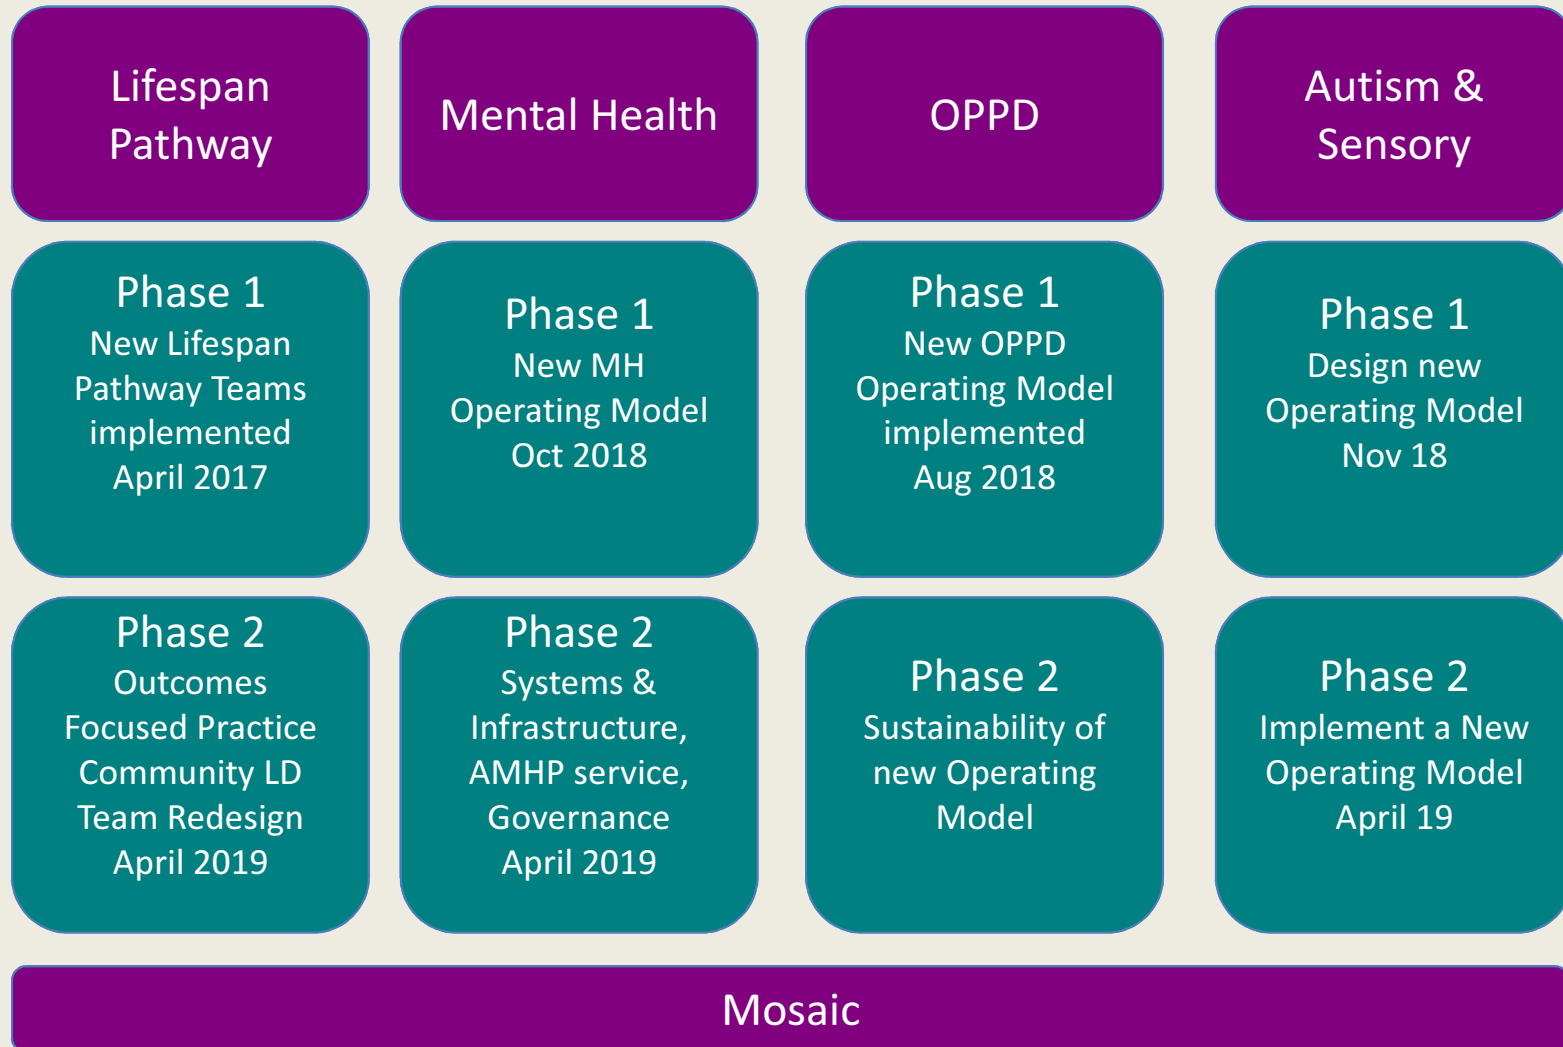 Lifespan
Pathway
Mental Health
OPPD
Autism &
Sensory
Phase 1
New Lifespan
Pathway Teams
implemented
April 2017
Phase 1
New MH
Operating Model
Oct 2018
Phase 1
New OPPD
Operating Model
implemented
Aug 2018
Phase 1
Design new
Operating Model
Nov 18
Phase 2
Outcomes
Focused Practice
Community LD
Team Redesign
April 2019
Phase 2
Systems &
Infrastructure,
AMHP service,
Governance
April 2019
Phase 2
Sustainability of
new Operating
Model
Phase 2
Implement a New
Operating Model
April 19
Mosaic